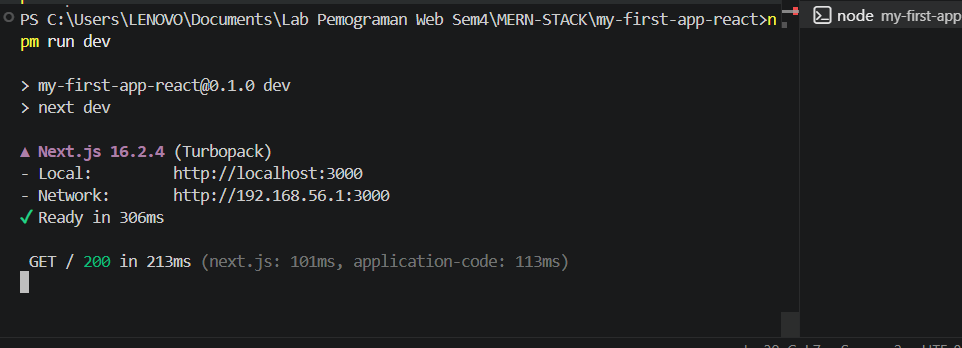 PS C:\Users\LENOVO\Documents\Lab Pemograman Web Sem4\MERN-STACK\my-first-app-react>n
pm run dev
> my-first-app-react@0.1.0 dev
> next dev
▲ Next.js 16.2.4 (Turbopack)
- Local: http://localhost:3000
- Network: http://192.168.56.1:3000
✓ Ready in 306ms
GET / 200 in 213ms (next.js: 101ms, application-code: 113ms)
node my-first-app